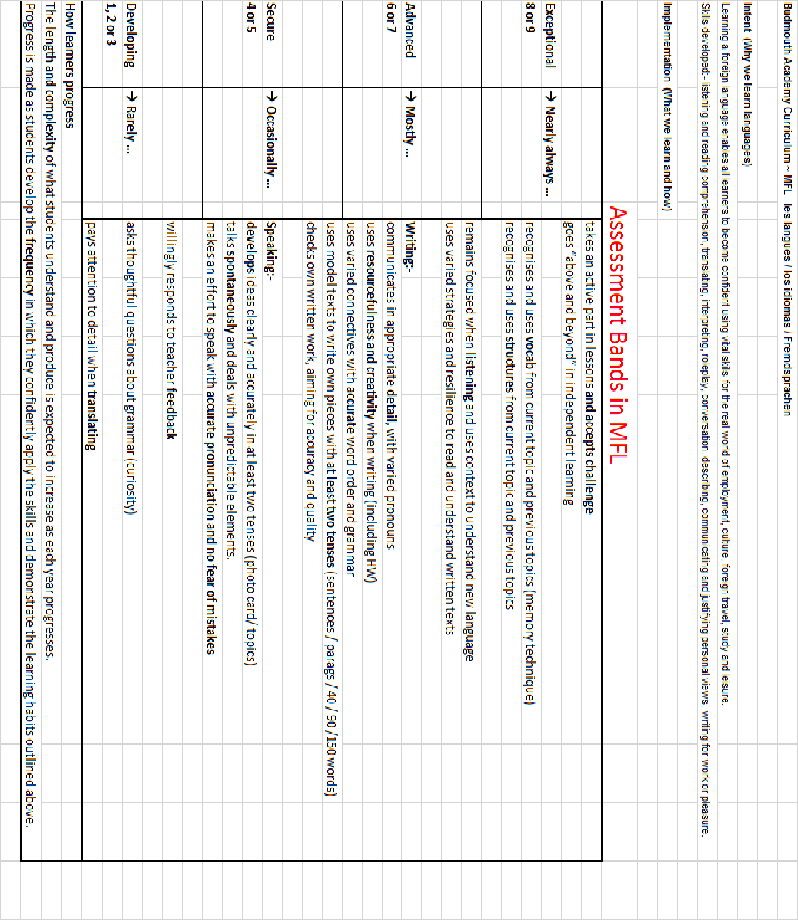 Budmouth Academy Curriculum ~ MFL les langues / los idiomas / Fremdsprachen
Intent (Why we learn languages)
Learning a foreign language enables all learners to become confident using vital skills for the real world of employment, culture, foreign travel, study and leisure.
Skills developed:- listening and reading comprehension, translating, interpreting, roleplay, conversation, describing, communicating and justifying personal views, writing for work or pleasure.
Implementation (What we learn and how)
Assessment Bands in MFL
takes an active part in lessons and accepts challenge
Exceptional → Nearly always ... goes "above and beyond" in independent learning
8 or 9 recognises and uses vocab from current topic and previous topics (memory technique)
recognises and uses structures from current topic and previous topics
remains focused when listening and uses context to understand new language
uses varied strategies and resilience to read and understand written texts
Advanced → Mostly ... Writing:-
6 or 7 communicates in appropriate detail, with varied pronouns
uses resourcefulness and creativity when writing (including HW)
uses varied connectives with accurate word order and grammar
uses model texts to write own pieces with at least two tenses (sentences / parags / 40 / 90 /150 words)
checks own written work, aiming for accuracy and quality
Secure → Occasionally ... Speaking:-
4 or 5 develops ideas clearly and accurately in at least two tenses (photo card/ topics)
talks spontaneously and deals with unpredictable elements.
makes an effort to speak with accurate pronunciation and no fear of mistakes
willingly responds to teacher feedback
Developing → Rarely ... asks thoughtful questions about grammar (curiosity)
1, 2 or 3
pays attention to detail when translating
How learners progress
The length and complexity of what students understand and produce is expected to increase as each year progresses.
Progress is made as students develop the frequency in which they confidently apply the skills and demonstrate the learning habits outlined above.